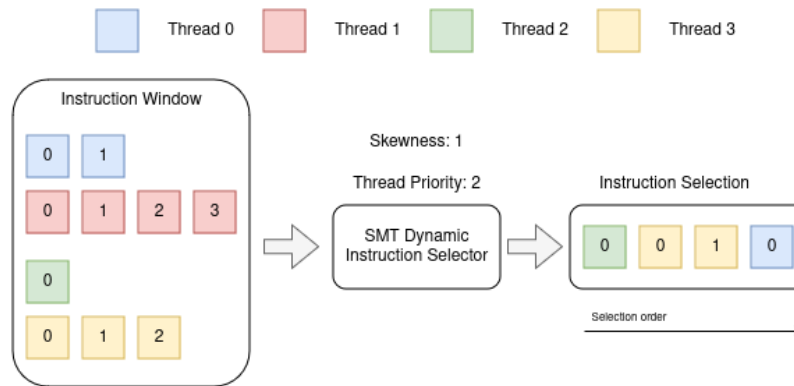 Thread 0 Thread 1 Thread 2 Thread 3
Instruction Window
0 1
0 1 2 3
0
0 1 2
Skewness: 1
Thread Priority: 2
SMT Dynamic
Instruction Selector
Instruction Selection
0 0 1 0
Selection order